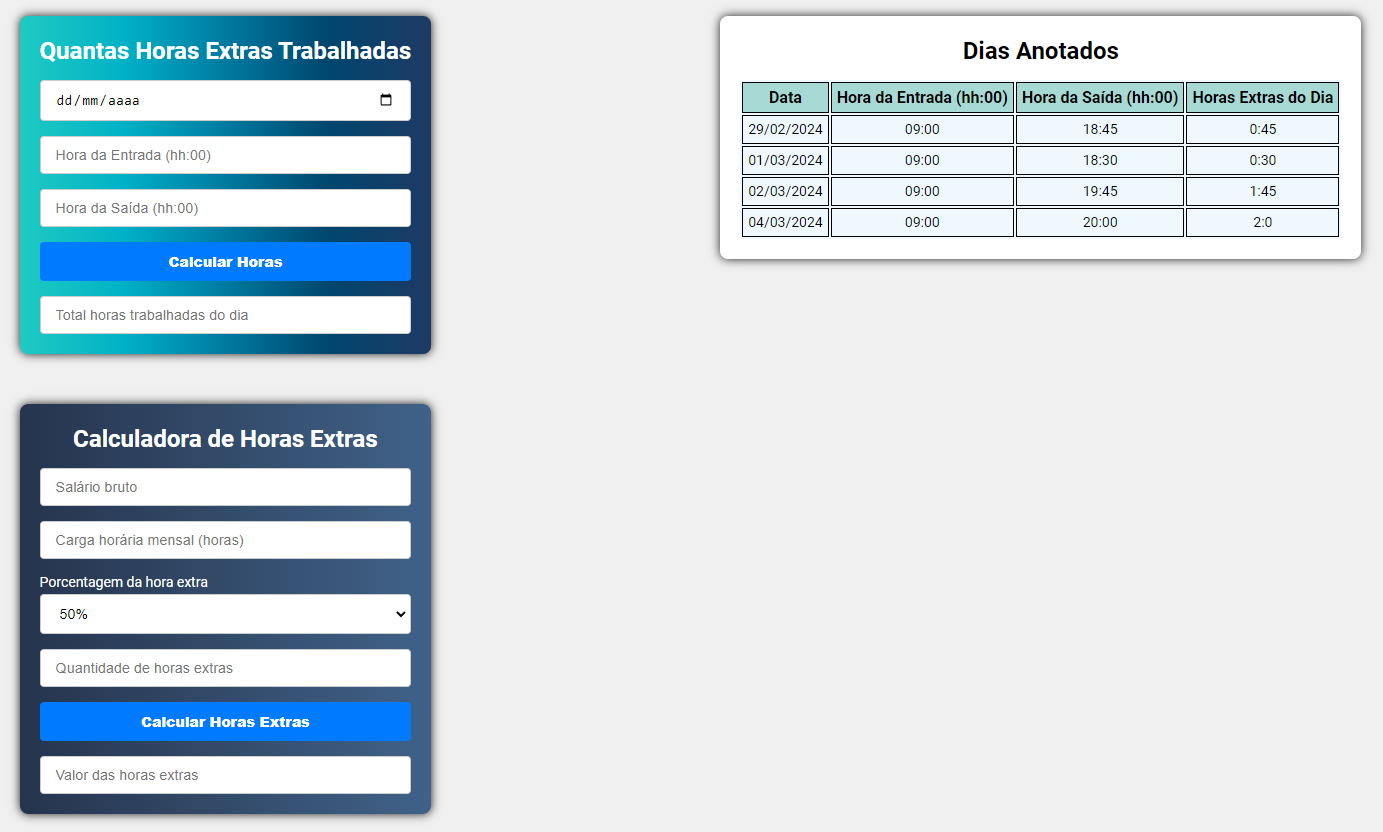 Quantas Horas Extras Trabalhadas
dd/mm/aaaa
Hora da Entrada (hh:00)
Hora da Saída (hh:00)
Calcular Horas
Total horas trabalhadas do dia
Calculadora de Horas Extras
Salário bruto
Carga horária mensal (horas)
Porcentagem da hora extra
50%
Quantidade de horas extras
Calcular Horas Extras
Valor das horas extras
Dias Anotados
Data Hora da Entrada (hh:00) Hora da Saída (hh:00) Horas Extras do Dia
29/02/2024 09:00 18:45 0:45
01/03/2024 09:00 18:30 0:30
02/03/2024 09:00 19:45 1:45
04/03/2024 09:00 20:00 2:0